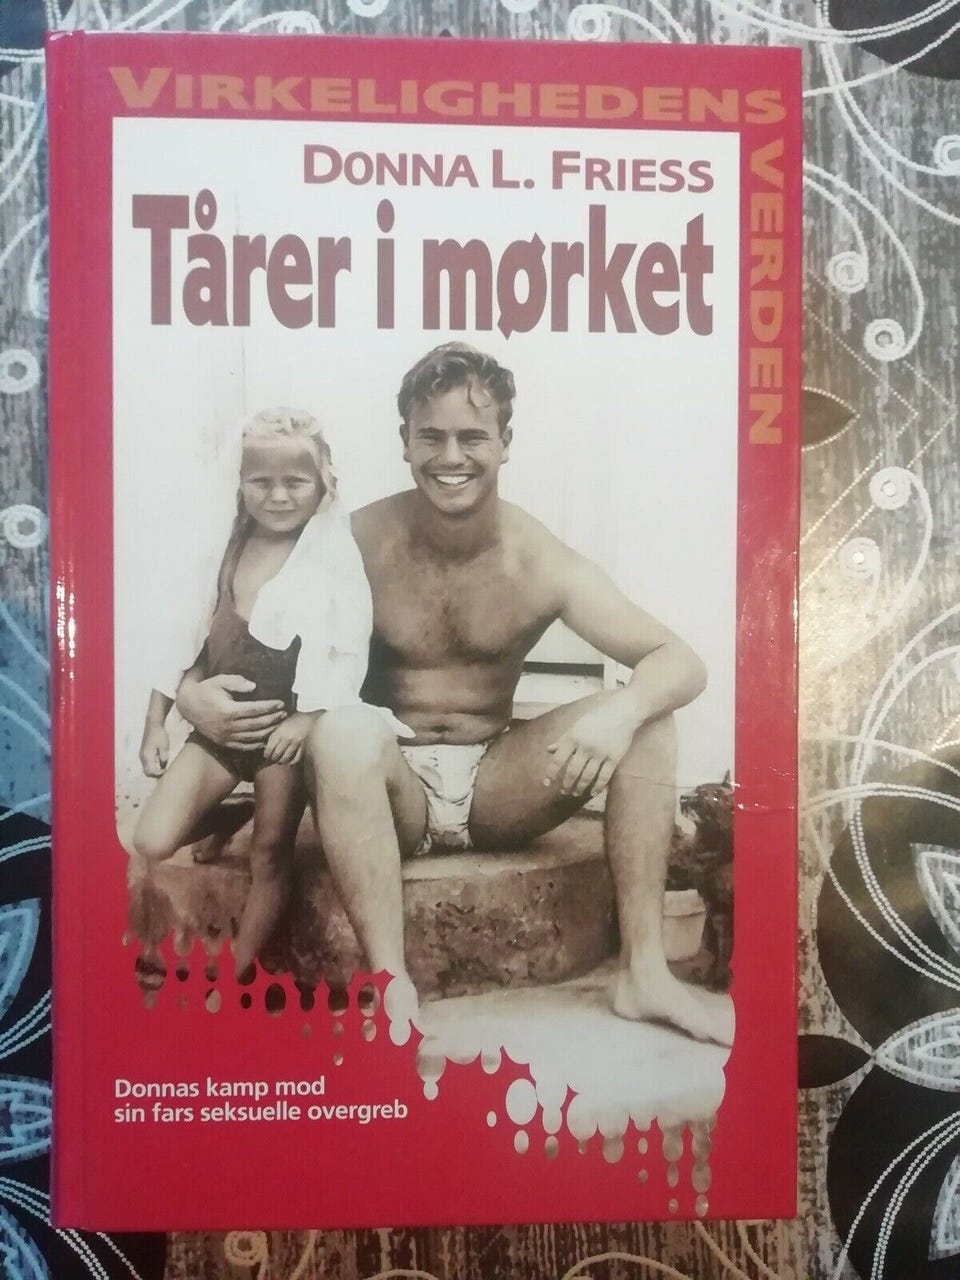 VIRKELIGHEDENS VERDEN
DONNA L. FRIESS
Tårer i mørket
Donnas kamp mod
sin fars seksuelle overgreb